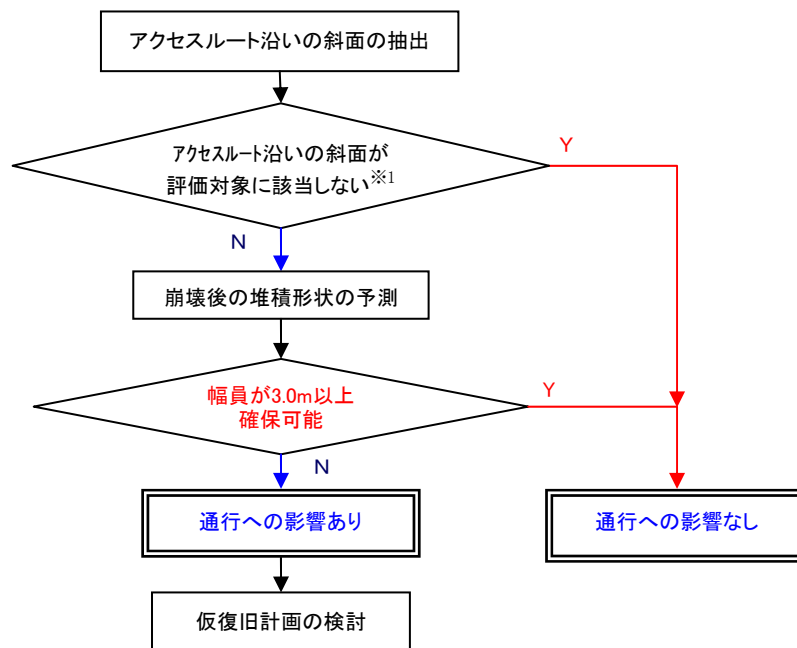 アクセスルート沿いの斜面の抽出
アクセスルート沿いの斜面が
評価対象に該当しない※1
Y
N
崩壊後の堆積形状の予測
幅員が3.0m以上
確保可能
Y
N
通行への影響あり
通行への影響なし
仮復旧計画の検討